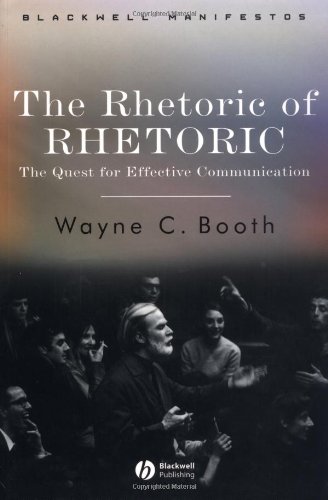 BLACKWELL MANIFESTOS
The Rhetoric of
RHETORIC
The Quest for Effective Communication
Wayne C. Booth
Blackwell
Publishing